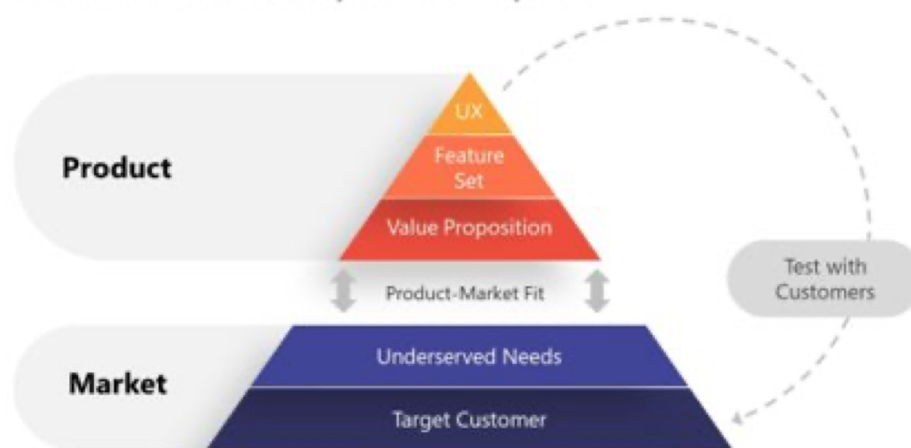 UX
Feature
Set
Product
Value Proposition
Test with
Customers
Product-Market Fit
Underserved Needs
Market
Target Customer